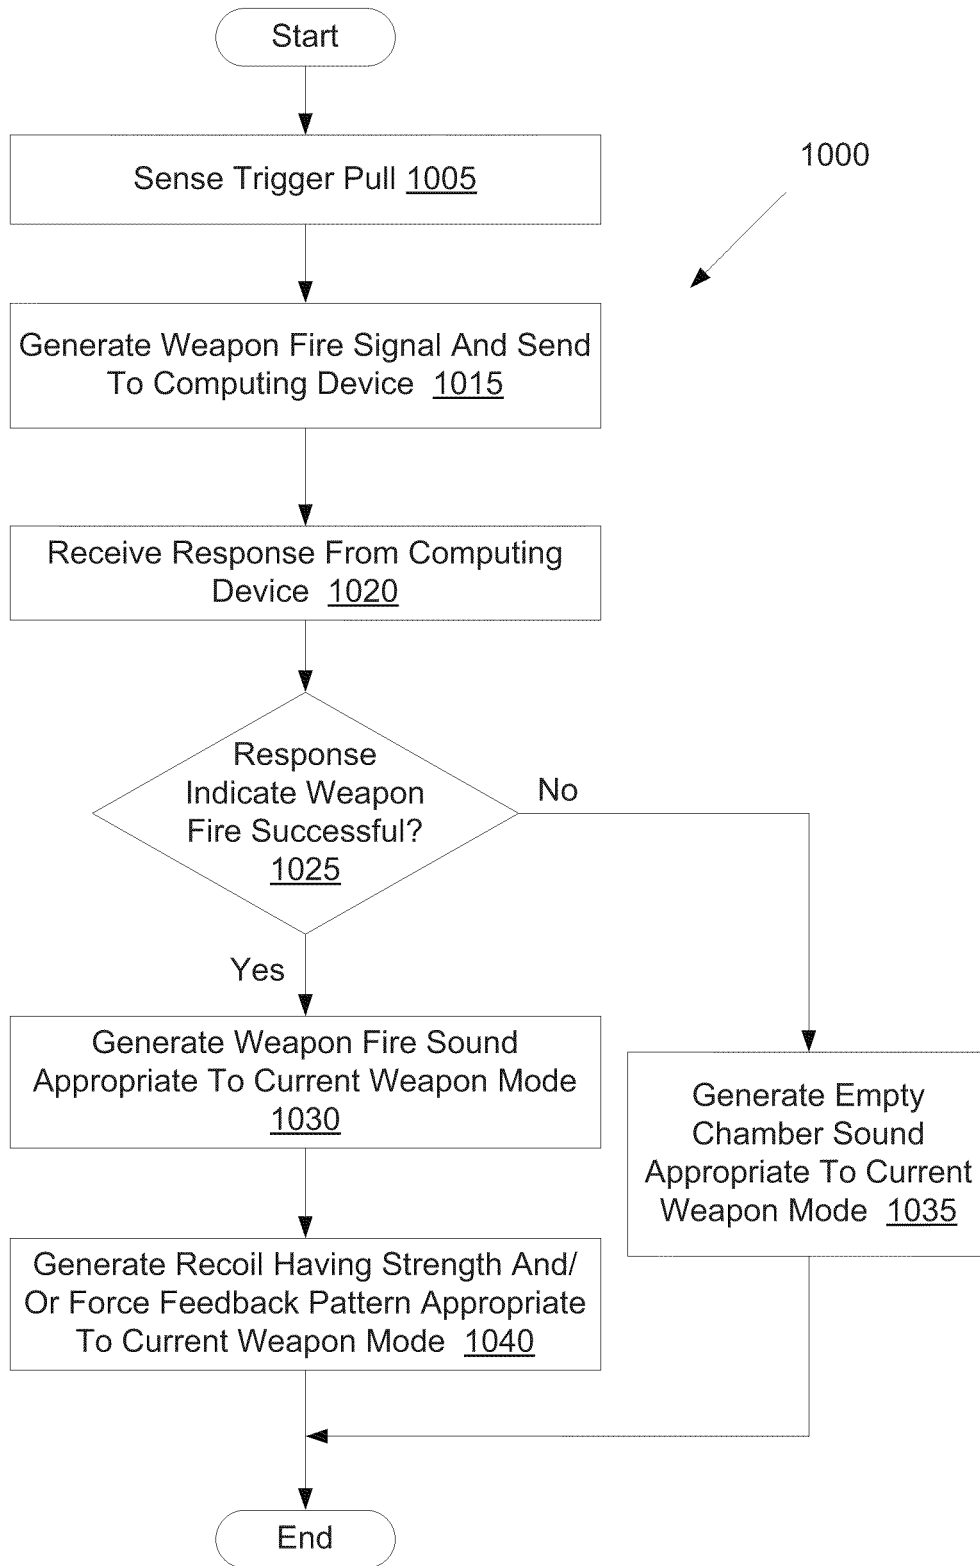 Start
Sense Trigger Pull 1005
1000
Generate Weapon Fire Signal And Send
To Computing Device 1015
Receive Response From Computing
Device 1020
Response
Indicate Weapon
Fire Successful?
1025
No
Yes
Generate Weapon Fire Sound
Appropriate To Current Weapon Mode
1030
Generate Empty
Chamber Sound
Appropriate To Current
Weapon Mode 1035
Generate Recoil Having Strength And/
Or Force Feedback Pattern Appropriate
To Current Weapon Mode 1040
End